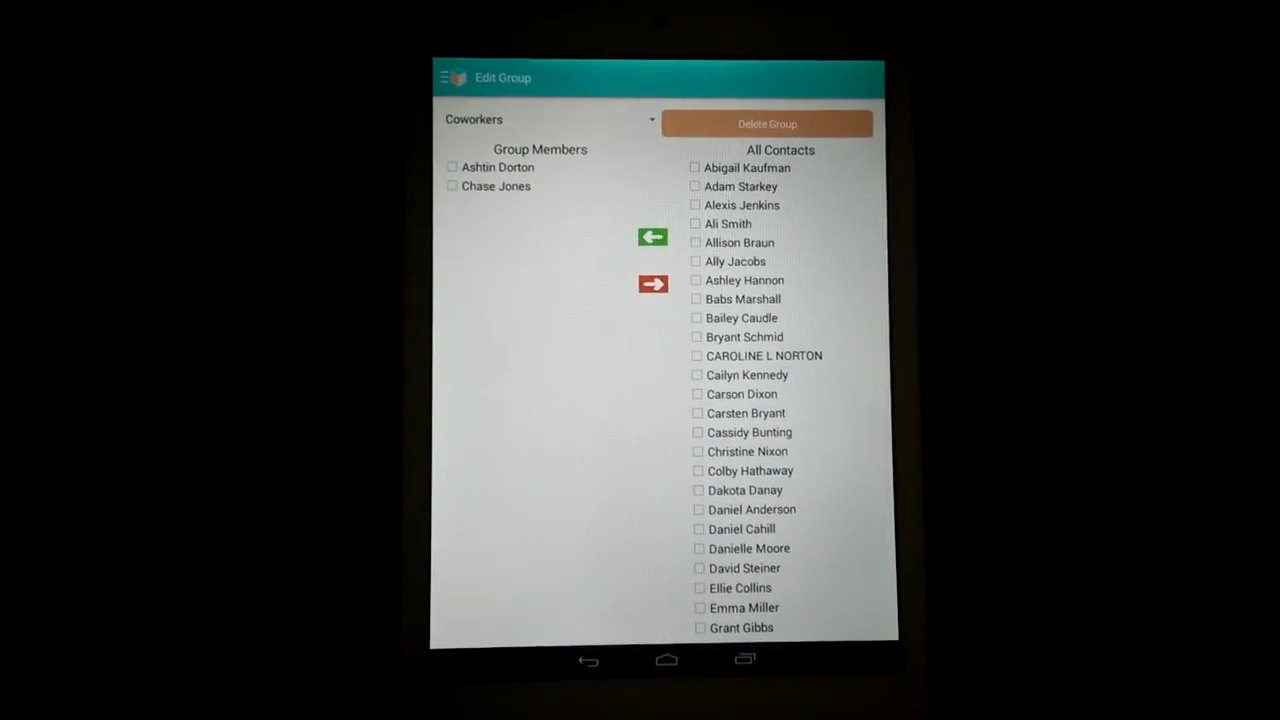 Edit Group
Coworkers
Delete Group
Group Members
Ashtin Dorton
Chase Jones
All Contacts
Abigail Kaufman
Adam Starkey
Alexis Jenkins
Ali Smith
Allison Braun
Ally Jacobs
Ashley Hannon
Babs Marshall
Bailey Caudle
Bryant Schmid
CAROLINE L NORTON
Cailyn Kennedy
Carson Dixon
Carsten Bryant
Cassidy Bunting
Christine Nixon
Colby Hathaway
Dakota Danay
Daniel Anderson
Daniel Cahill
Danielle Moore
David Steiner
Ellie Collins
Emma Miller
Grant Gibbs